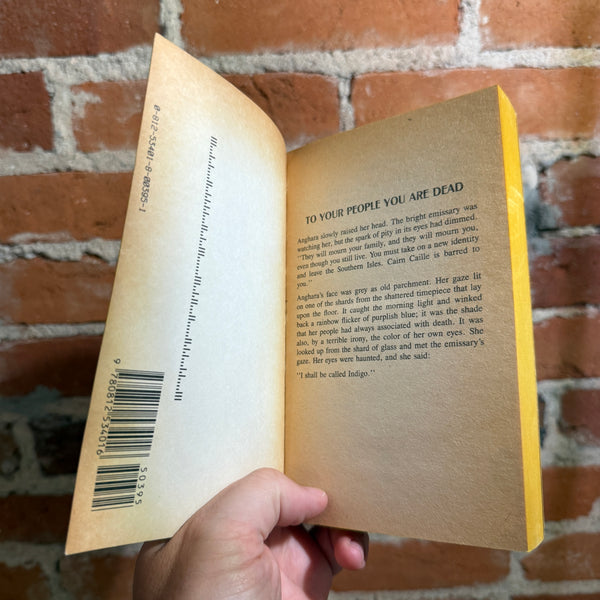 0-812-53401-8-00395-1
9 780812 534016
50395
TO YOUR PEOPLE YOU ARE DEAD
Anghara slowly raised her head. The bright emissary was
watching her, but the spark of pity in its eyes had dimmed.
"They will mourn your family, and they will mourn you,
even though you still live. You must take on a new identity
and leave the Southern Isles. Cairn Caille is barred to
you."
Anghara's face was grey as old parchment. Her gaze lit
on one of the shards from the shattered timepiece that lay
upon the floor. It caught the morning light and winked
back a rainbow flicker of purplish blue; it was the shade
that her people had always associated with death. It was
also, by a terrible irony, the color of her own eyes. She
looked up from the shard of glass and met the emissary's
gaze. Her eyes were haunted, and she said:
"I shall be called Indigo."